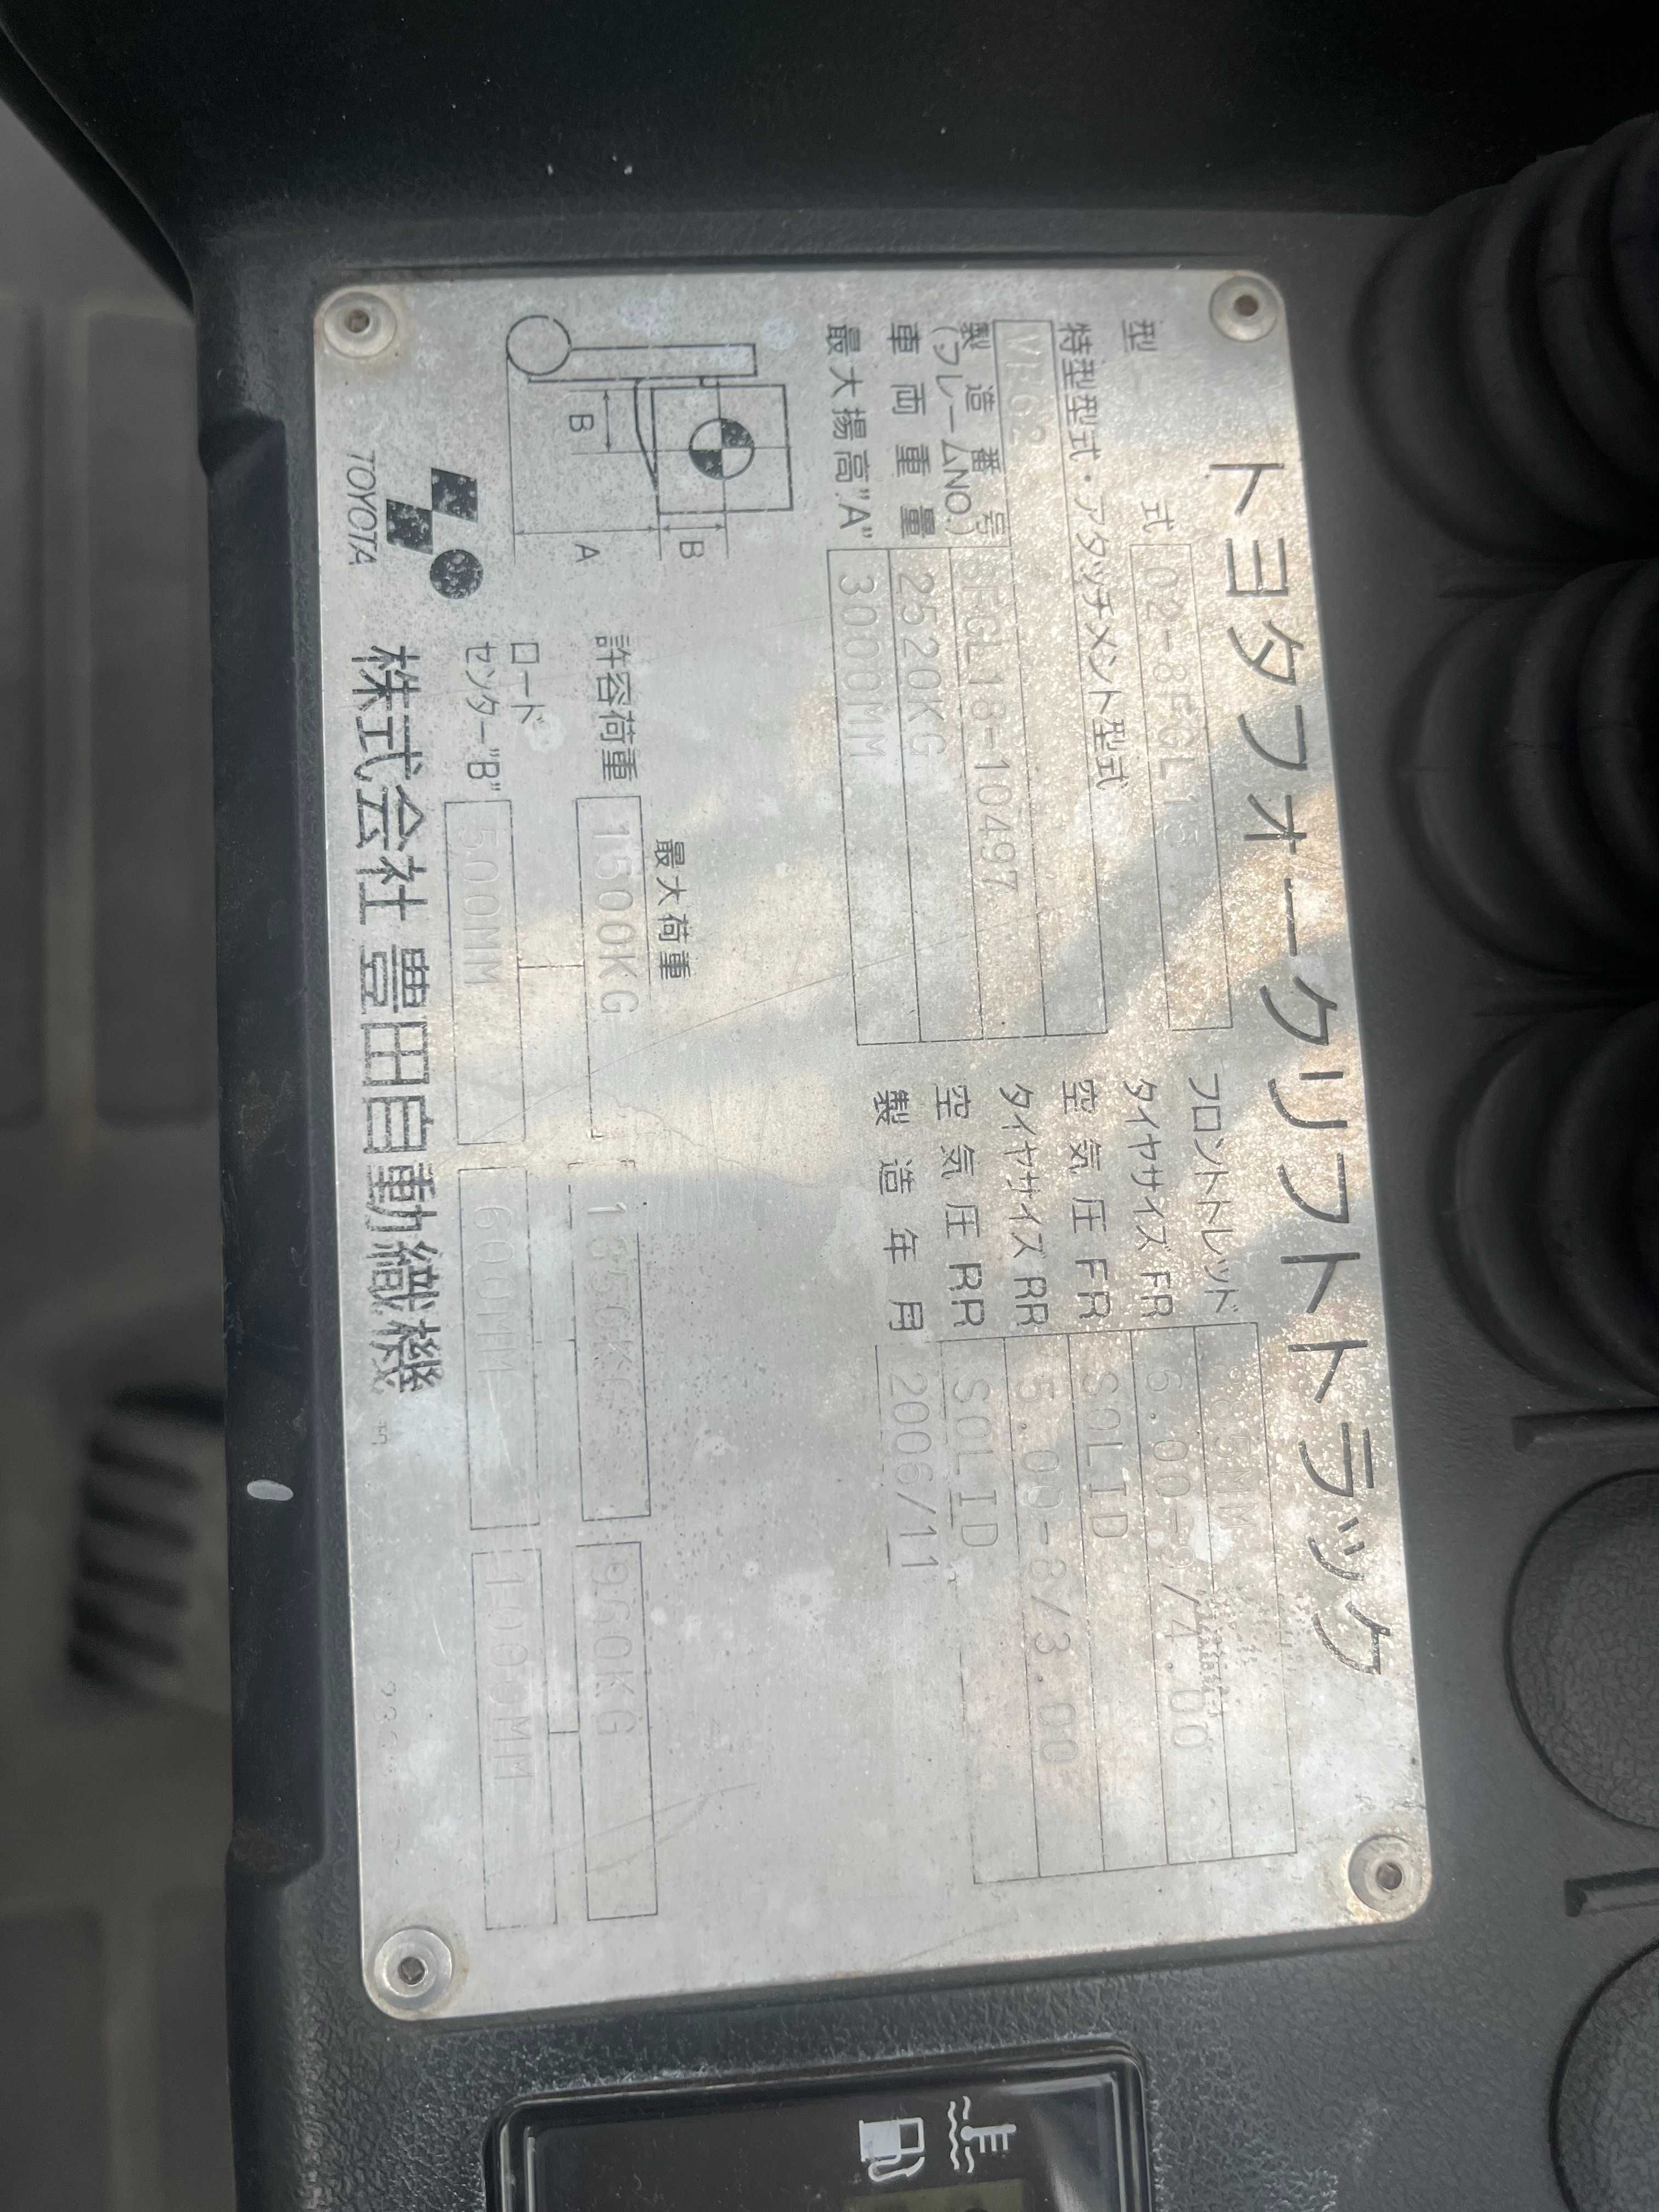 トヨタフォークリフトトラック
型式 02-8FGL15
特型型式・アタッチメント型式
製造番号
(フレームNO.) 8FGL18-10497
車両重量 2520KG
最大揚高"A" 3000MM
フロントトレッド
タイヤサイズ FR 6.00-9/4.00
空気圧 FR SOLID
タイヤサイズ RR 5.00-8/3.00
空気圧 RR SOLID
製造年月 2006/11
B
B
A
最大荷重
許容荷重 1500KG 960KG
ロード
センター"B" 500MM 600MM 1000MM
TOYOTA
株式会社 豊田自動織機